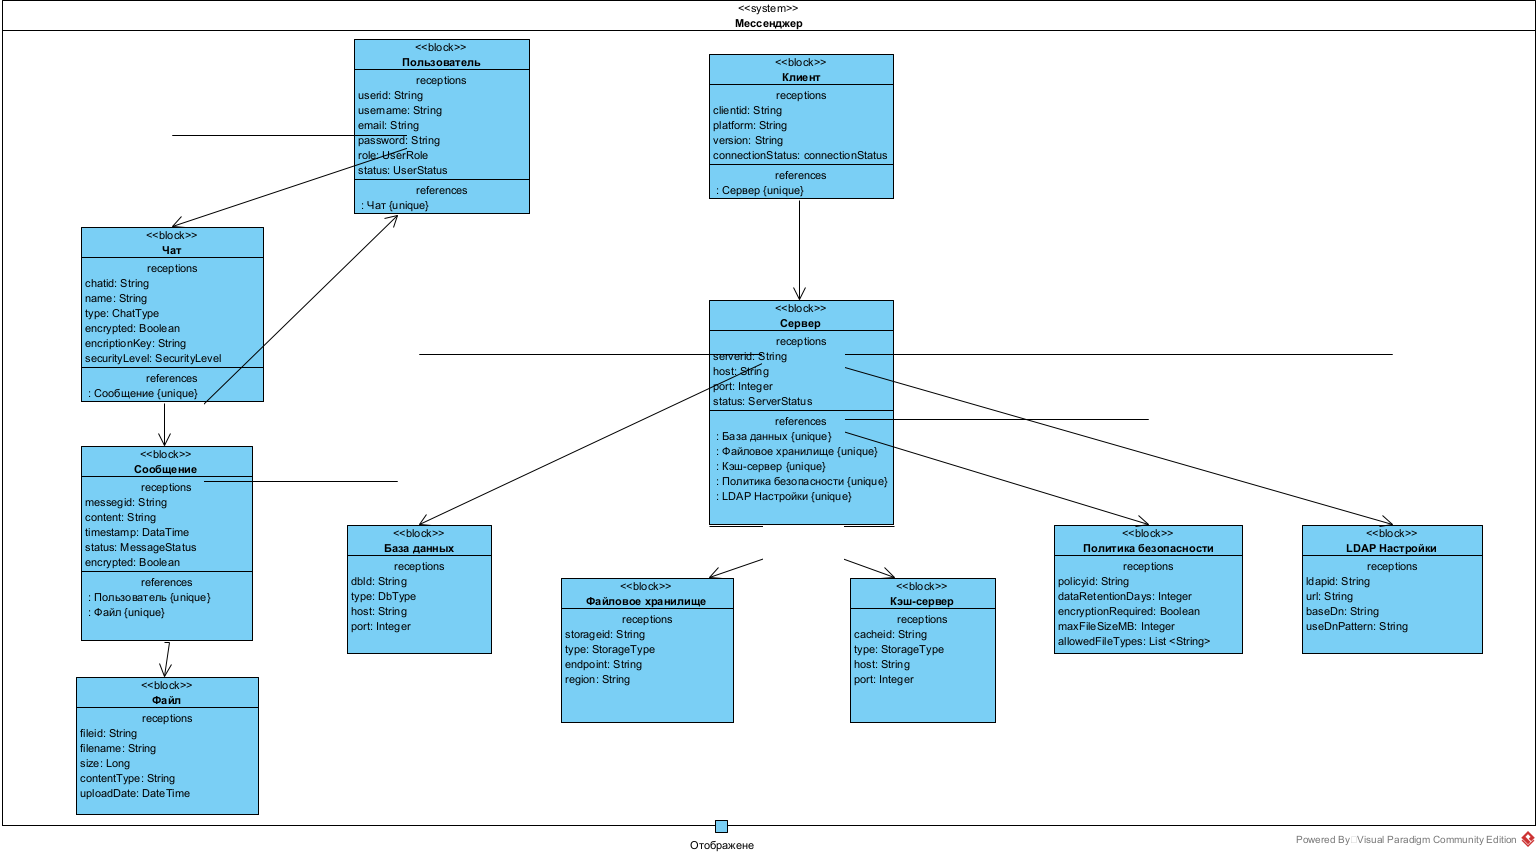 <<system>>
Мессенджер
<<block>>
Пользователь
receptions
userid: String
username: String
email: String
password: String
role: UserRole
status: UserStatus
references
: Чат {unique}
<<block>>
Клиент
receptions
clientid: String
platform: String
version: String
connectionStatus: connectionStatus
references
: Сервер {unique}
<<block>>
Чат
receptions
chatid: String
name: String
type: ChatType
encrypted: Boolean
encriptionKey: String
securityLevel: SecurityLevel
references
: Сообщение {unique}
<<block>>
Сервер
receptions
serverid: String
host: String
port: Integer
status: ServerStatus
references
: База данных {unique}
: Файловое хранилище {unique}
: Кэш-сервер {unique}
: Политика безопасности {unique}
: LDAP Настройки {unique}
<<block>>
Сообщение
receptions
messegid: String
content: String
timestamp: DataTime
status: MessageStatus
encrypted: Boolean
references
: Пользователь {unique}
: Файл {unique}
<<block>>
База данных
receptions
dbId: String
type: DbType
host: String
port: Integer
<<block>>
Файловое хранилище
receptions
storageid: String
type: StorageType
endpoint: String
region: String
<<block>>
Кэш-сервер
receptions
cacheid: String
type: StorageType
host: String
port: Integer
<<block>>
Политика безопасности
receptions
policyid: String
dataRetentionDays: Integer
encryptionRequired: Boolean
maxFileSizeMB: Integer
allowedFileTypes: List <String>
<<block>>
LDAP Настройки
receptions
ldapid: String
url: String
baseDn: String
useDnPattern: String
<<block>>
Файл
receptions
fileid: String
filename: String
size: Long
contentType: String
uploadDate: DateTime
Отображене
Powered By Visual Paradigm Community Edition